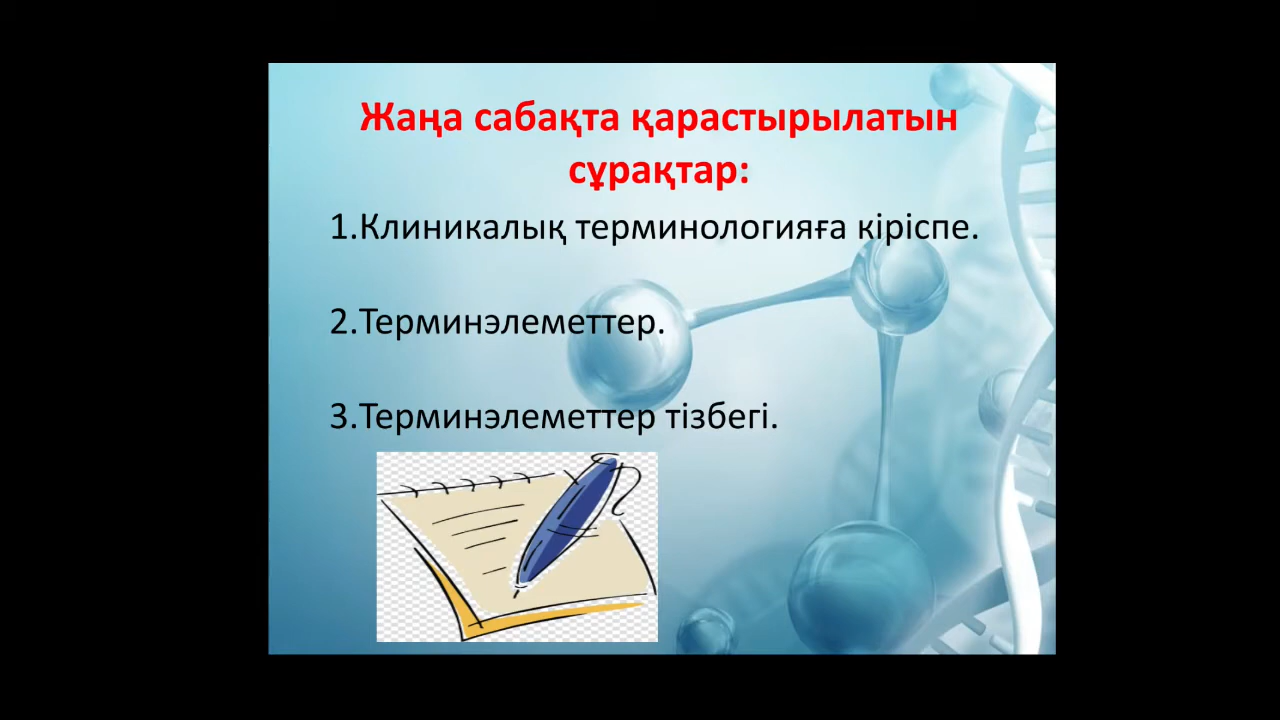 Жаңа сабақта қарастырылатын
сұрақтар:
1.Клиникалық терминологияға кіріспе.
2.Терминэлеметтер.
3.Терминэлеметтер тізбегі.